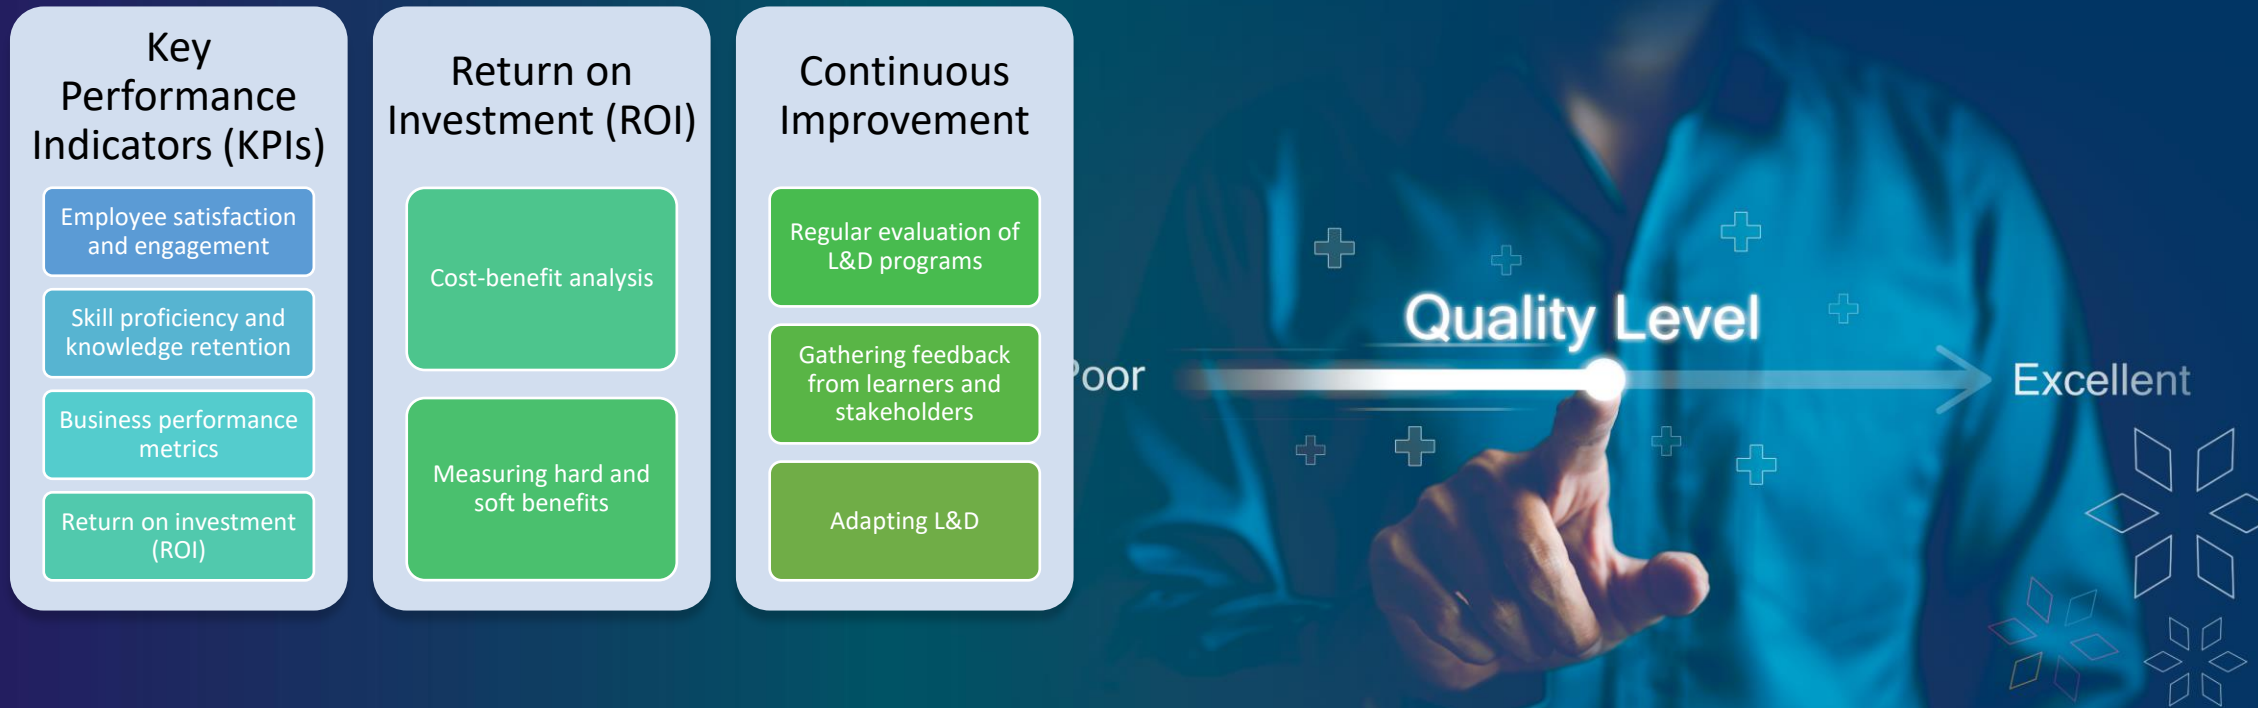 Key
Performance
Indicators (KPIs)
Employee satisfaction
and engagement
Skill proficiency and
knowledge retention
Business performance
metrics
Return on investment
(ROI)
Return on
Investment (ROI)
Cost-benefit analysis
Measuring hard and
soft benefits
Continuous
Improvement
Regular evaluation of
L&D programs
Gathering feedback
from learners and
stakeholders
Adapting L&D
Quality Level
Poor
Excellent